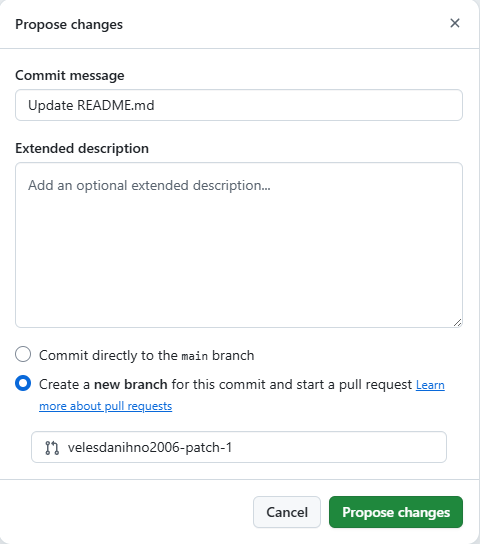 Propose changes
Commit message
Update README.md
Extended description
Add an optional extended description...
Commit directly to the main branch
Create a new branch for this commit and start a pull request Learn
more about pull requests
velesdanihno2006-patch-1
Cancel Propose changes